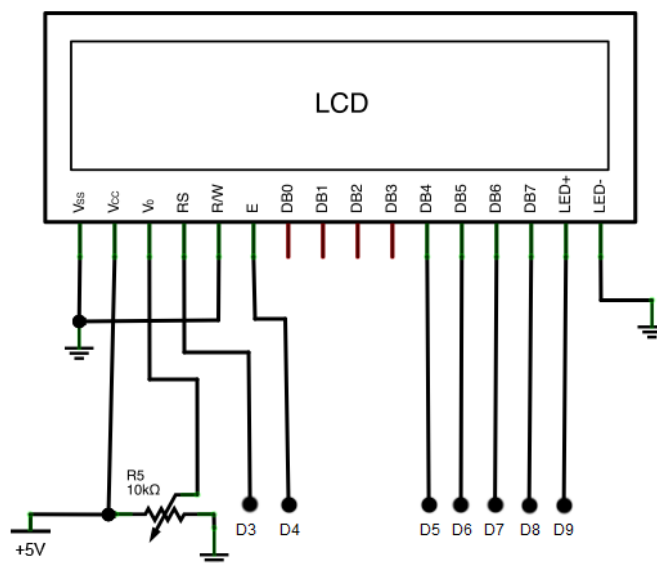 LCD
Vss
Vcc
V₀
RS
R/W
E
DB0
DB1
DB2
DB3
DB4
DB5
DB6
DB7
LED+
LED-
R5
10kΩ
+5V
D3
D4
D5
D6
D7
D8
D9